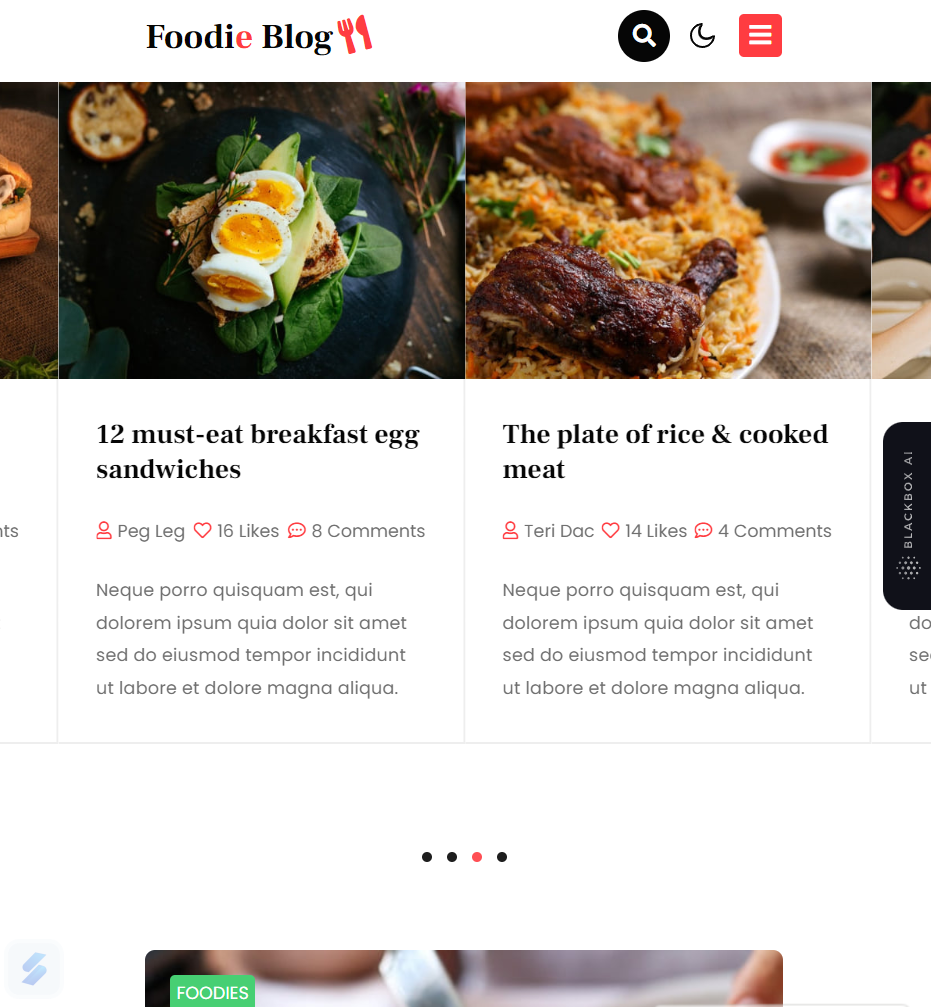 Foodie Blog
12 must-eat breakfast egg
sandwiches
Peg Leg 16 Likes 8 Comments
Neque porro quisquam est, qui
dolorem ipsum quia dolor sit amet
sed do eiusmod tempor incididunt
ut labore et dolore magna aliqua.
The plate of rice & cooked
meat
Teri Dac 14 Likes 4 Comments
Neque porro quisquam est, qui
dolorem ipsum quia dolor sit amet
sed do eiusmod tempor incididunt
ut labore et dolore magna aliqua.
BLACKBOX AI
ut
FOODIES